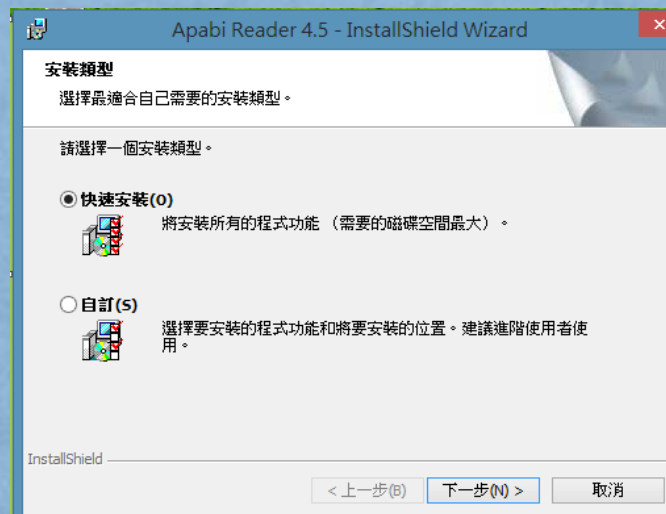 Apabi Reader 4.5 - InstallShield Wizard
安裝類型
選擇最適合自己需要的安裝類型。
請選擇一個安裝類型。
快速安裝(O)
將安裝所有的程式功能 （需要的磁碟空間最大）。
自訂(S)
選擇要安裝的程式功能和將要安裝的位置。建議進階使用者使
用。
InstallShield
< 上一步(B)
下一步(N) >
取消